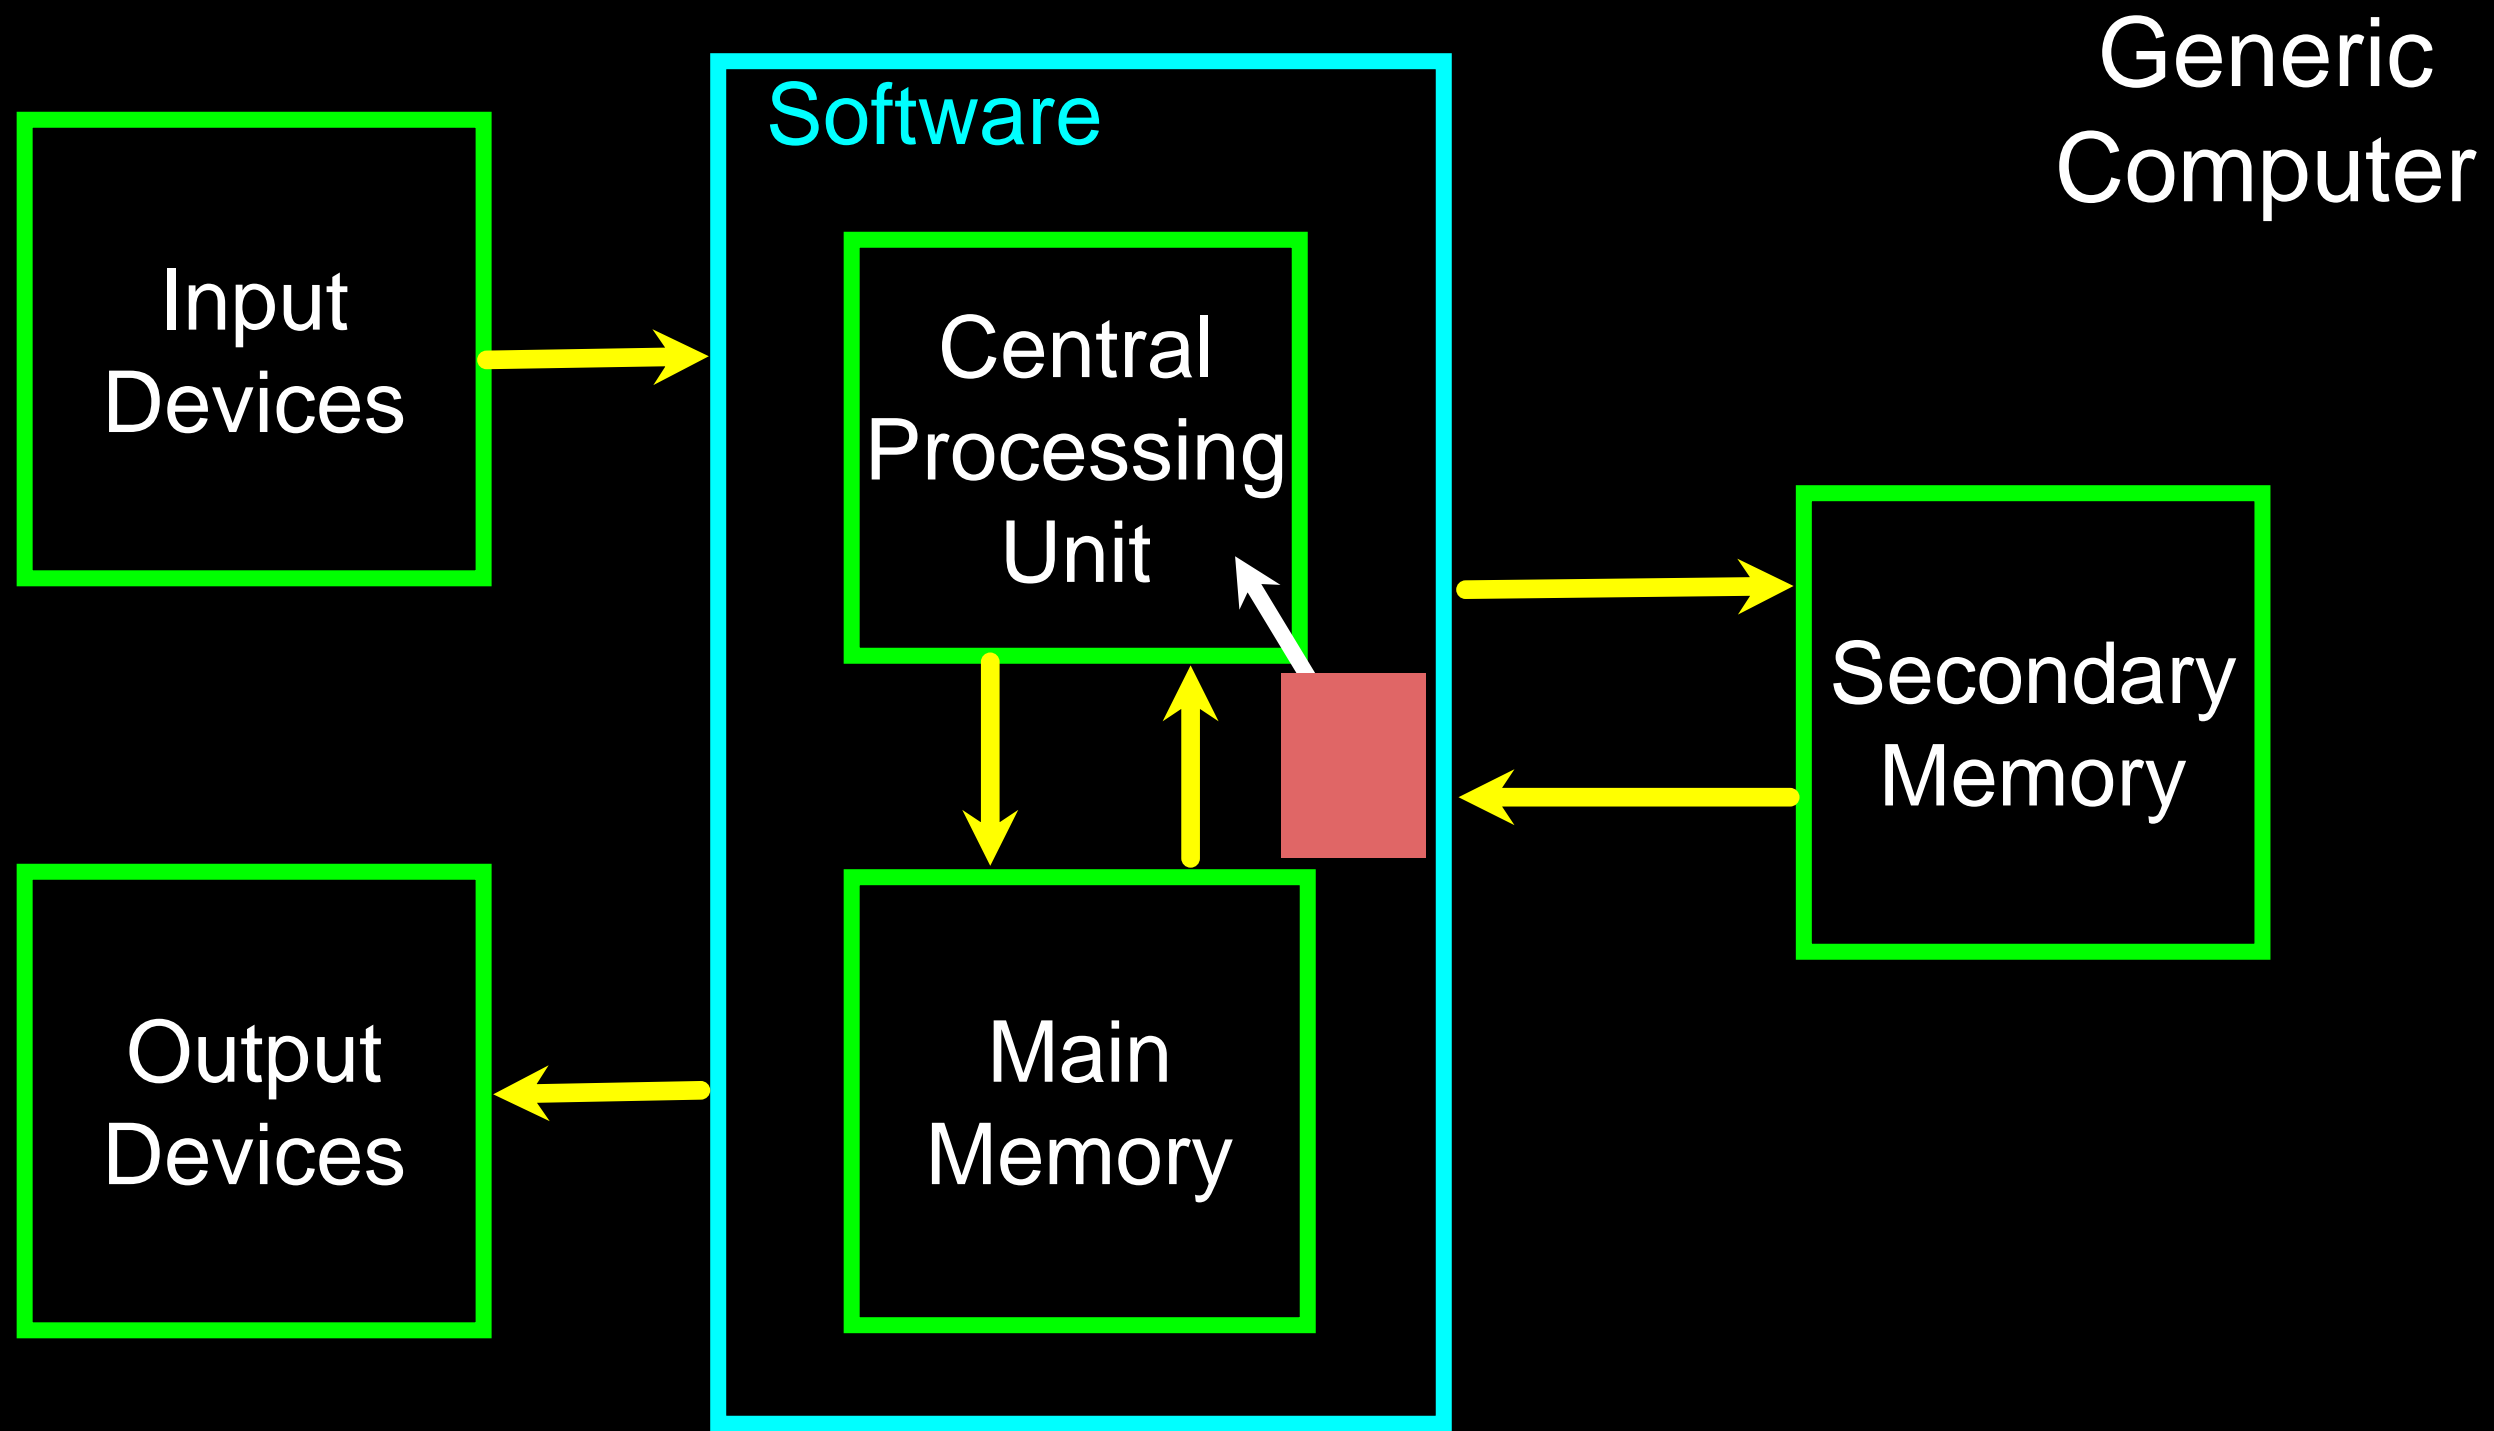 Generic
Computer
Software
Input
Devices
Central
Processing
Unit
Secondary
Memory
Output
Devices
Main
Memory